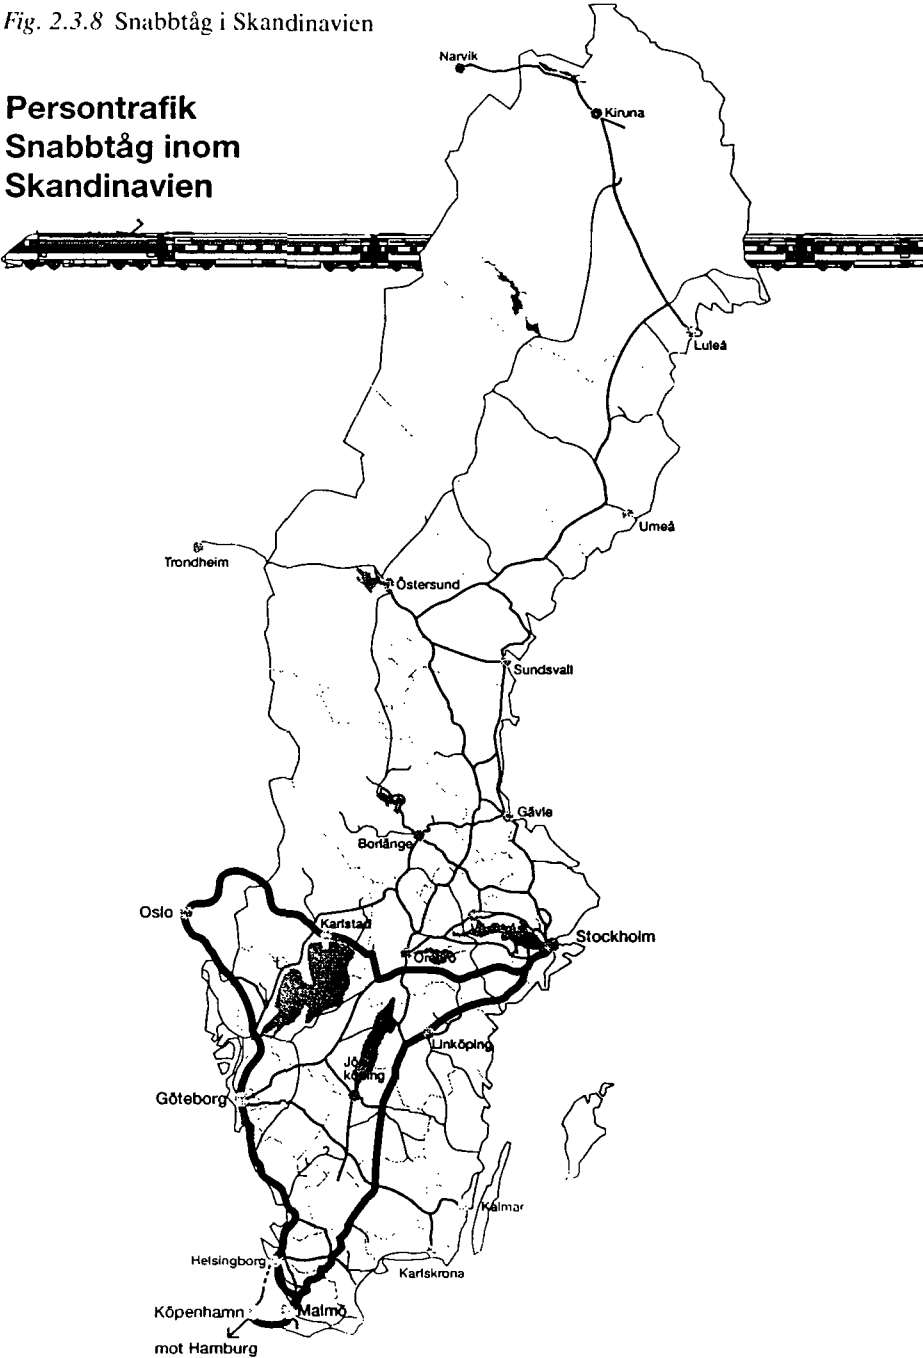 Fig. 2.3.8 Snabbtåg i Skandinavien
Persontrafik
Snabbtåg inom
Skandinavien
Narvik
Kiruna
Luleå
Umeå
Trondheim
Östersund
Sundsvall
Gävle
Borlänge
Oslo
Karlstad
Stockholm
Örebro
Linköping
köping
Göteborg
Kalmar
Helsingborg
Karlskrona
Köpenhamn
Malmö
mot Hamburg